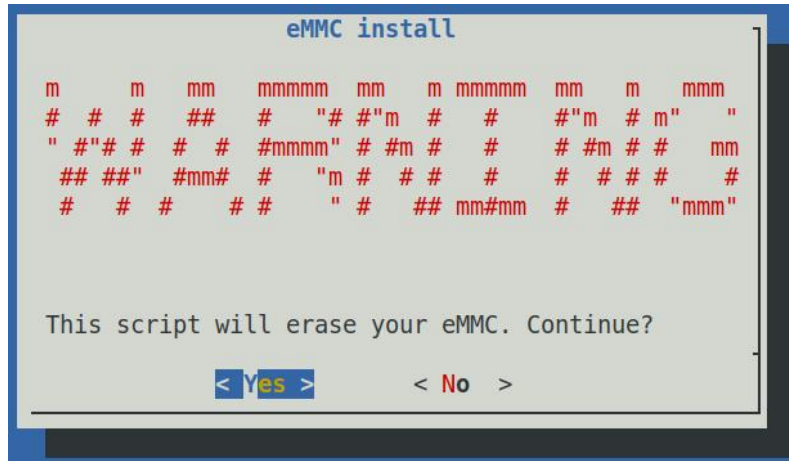 eMMC install
WARNING
This script will erase your eMMC. Continue?
< Yes > < No >